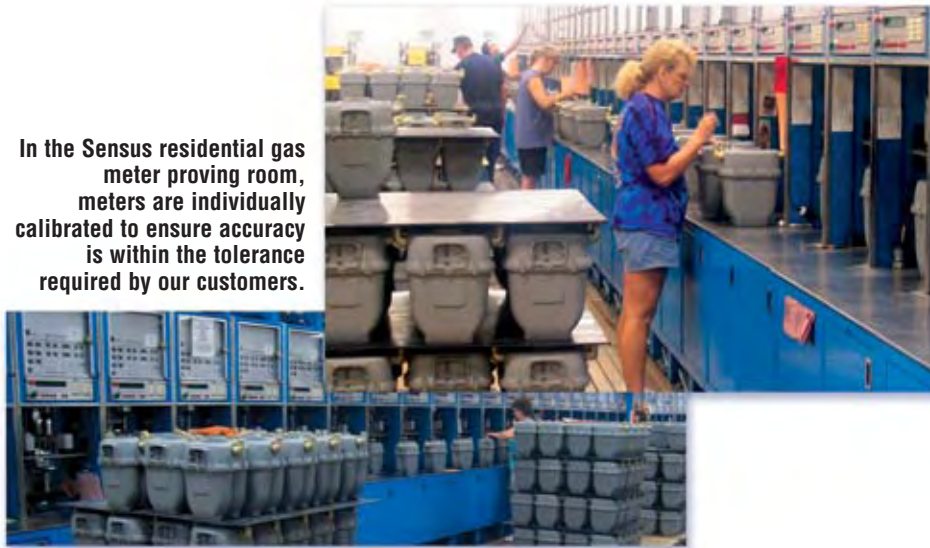 In the Sensus residential gas
meter proving room,
meters are individually
calibrated to ensure accuracy
is within the tolerance
required by our customers.